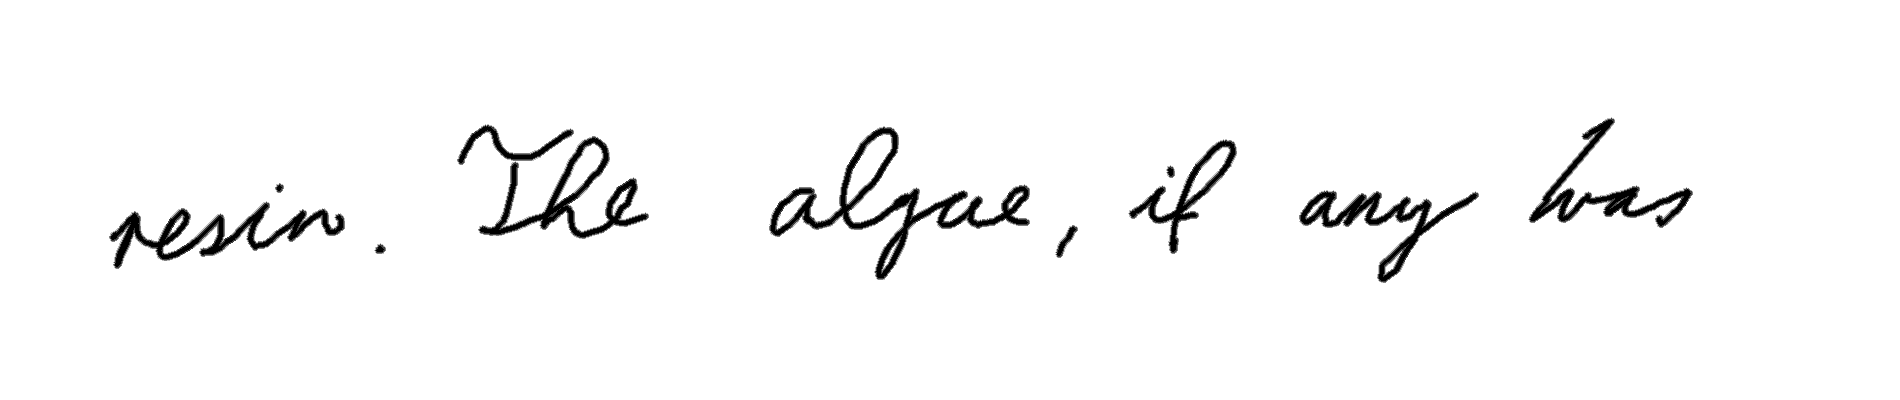 resin. The algae, if any has